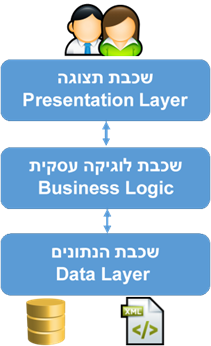 שכבת תצוגה
Presentation Layer
שכבת לוגיקה עסקית
Business Logic
שכבת הנתונים
Data Layer
XML